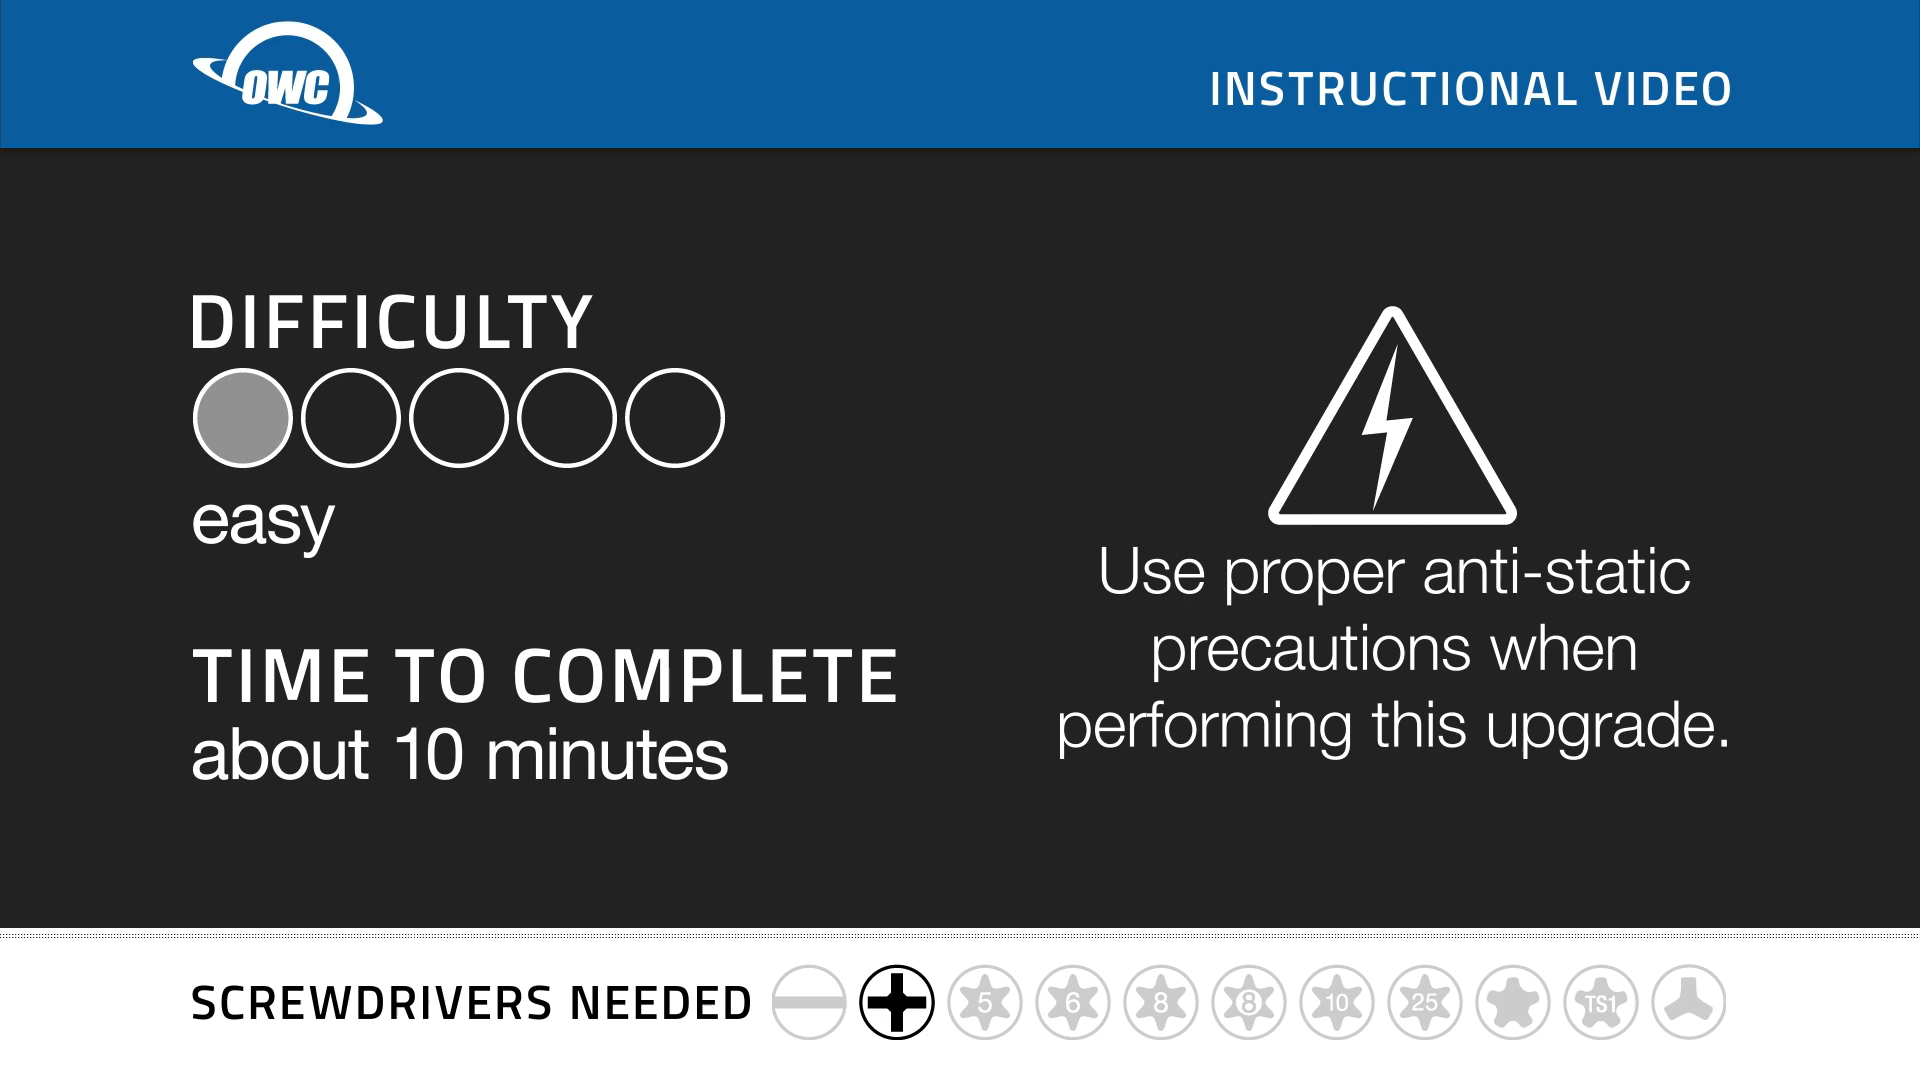 OWC
INSTRUCTIONAL VIDEO
DIFFICULTY
easy
TIME TO COMPLETE
about 10 minutes
Use proper anti-static
precautions when
performing this upgrade.
SCREWDRIVERS NEEDED 5 6 8 8 10 25 TS1